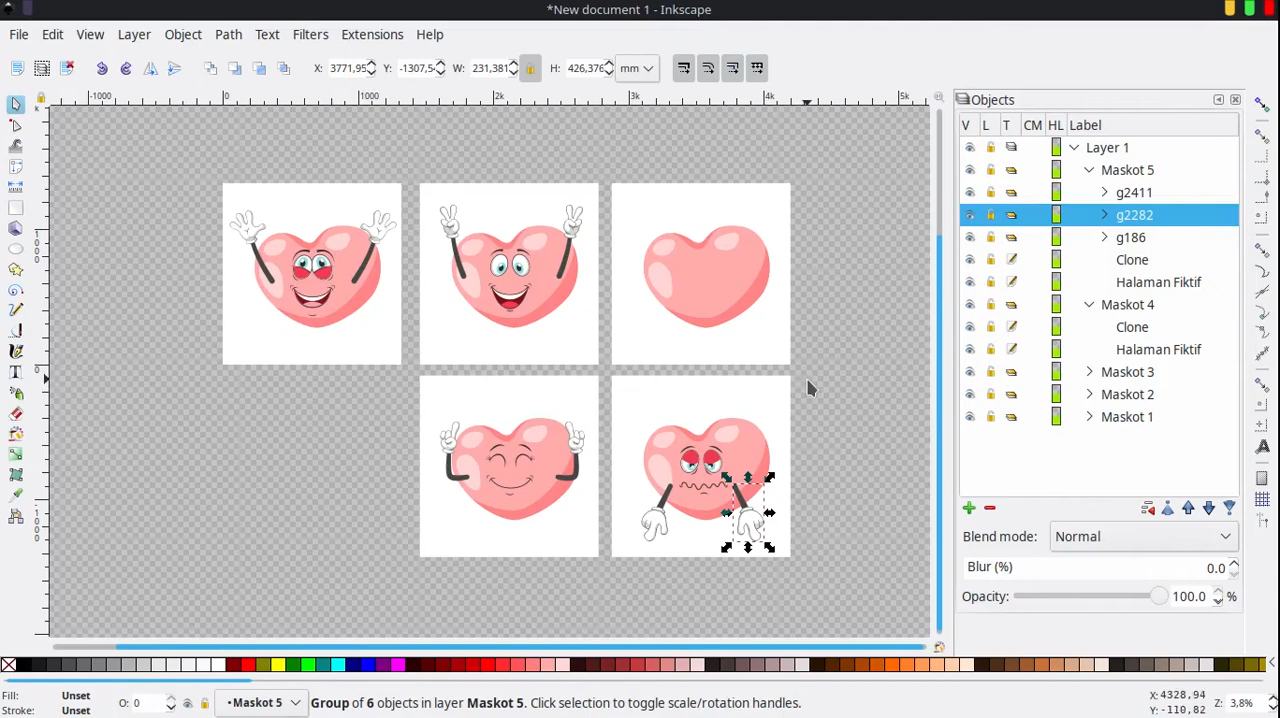 *New document 1 - Inkscape
File Edit View Layer Object Path Text Filters Extensions Help
X: 3771,95 Y: -1307,5 W: 231,381 H: 426,376 mm
-1000 0 1000 2k 3k 4k 5k
Objects
V L T CM HL Label
Layer 1
Maskot 5
g2411
g2282
g186
Clone
Halaman Fiktif
Maskot 4
Clone
Halaman Fiktif
Maskot 3
Maskot 2
Maskot 1
Blend mode: Normal
Blur (%) 0.0
Opacity: 100.0 %
Fill: Unset
Stroke: Unset
O: 0
•Maskot 5
Group of 6 objects in layer Maskot 5. Click selection to toggle scale/rotation handles.
X: 4328,94
Y: -110,82
Z: 3,8%